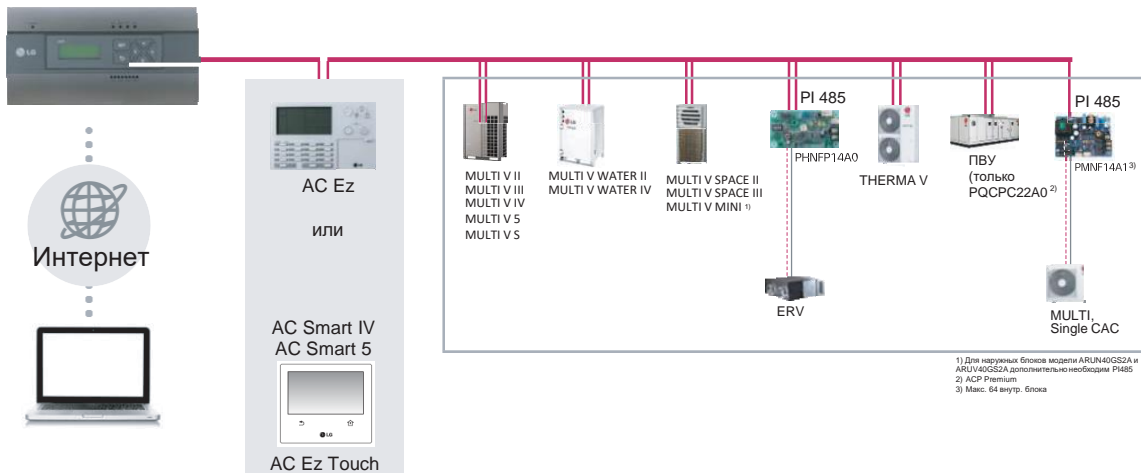 LG
Интернет
AC Ez
или
AC Smart IV
AC Smart 5
LG
AC Ez Touch
MULTI V II
MULTI V III
MULTI V IV
MULTI V 5
MULTI V S
MULTI V WATER II
MULTI V WATER IV
MULTI V SPACE II
MULTI V SPACE III
MULTI V MINI 1)
PI 485
PHNFP14A0
ERV
THERMA V
ПВУ
(только
PQCPC22A0 2)
PI 485
PMNF14A1 3)
MULTI,
Single CAC
1) Для наружных блоков модели ARUN40GS2A и
ARUV40GS2A дополнительно необходим PI485
2) ACP Premium
3) Макс. 64 внутр. блока